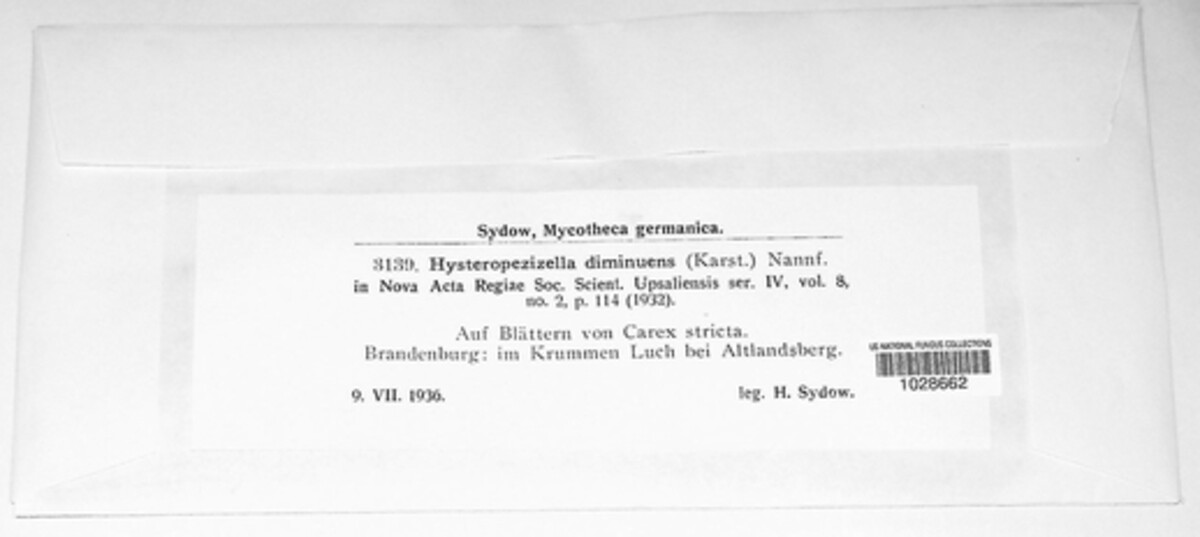 Sydow, Mycotheca germanica.
3139. Hysteropezizella diminuens (Karst.) Nannf.
in Nova Acta Regiae Soc. Scient. Upsaliensis ser. IV, vol. 8,
no. 2, p. 114 (1932).
Auf Blättern von Carex stricta.
Brandenburg: im Krummen Luch bei Altlandsberg.
9. VII. 1936. leg. H. Sydow.
US NATIONAL FUNGUS COLLECTIONS
1028662